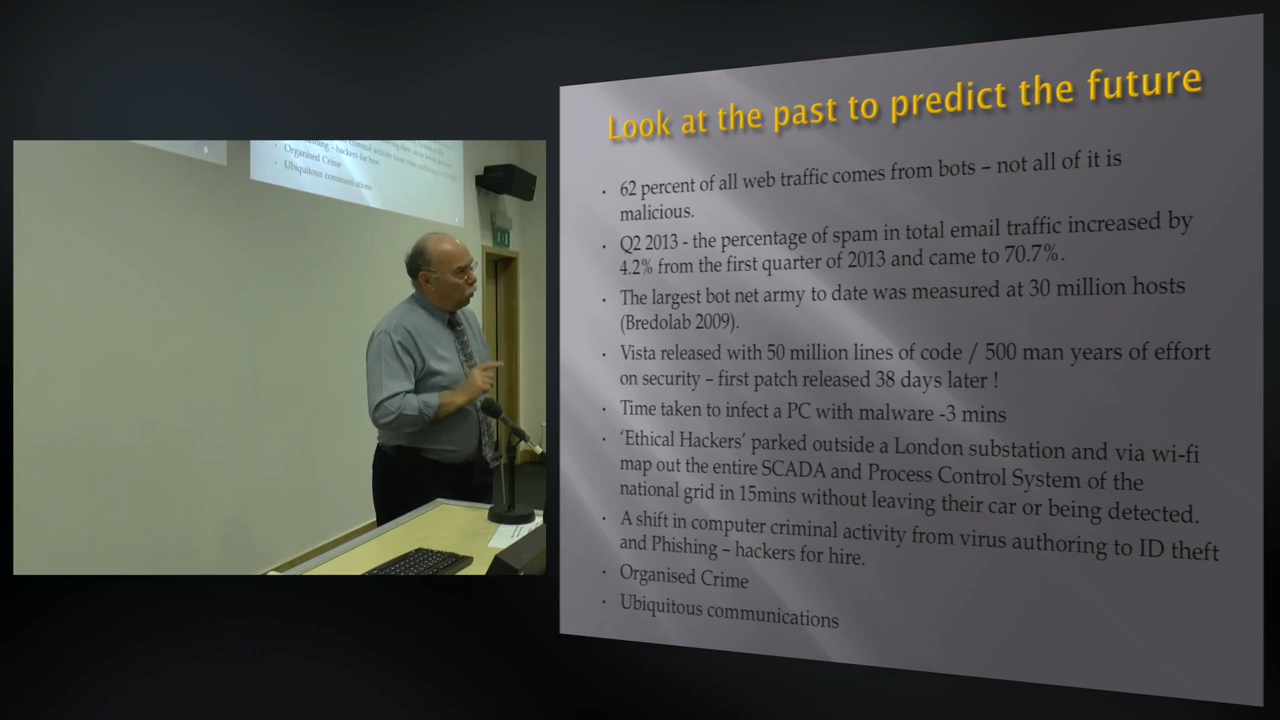 Look at the past to predict the future
· 62 percent of all web traffic comes from bots – not all of it is
malicious.
· Q2 2013 - the percentage of spam in total email traffic increased by
4.2% from the first quarter of 2013 and came to 70.7%.
· The largest bot net army to date was measured at 30 million hosts
(Bredolab 2009).
· Vista released with 50 million lines of code / 500 man years of effort
on security – first patch released 38 days later !
· Time taken to infect a PC with malware -3 mins
· ‘Ethical Hackers’ parked outside a London substation and via wi-fi
map out the entire SCADA and Process Control System of the
national grid in 15mins without leaving their car or being detected.
· A shift in computer criminal activity from virus authoring to ID theft
and Phishing – hackers for hire.
· Organised Crime
· Ubiquitous communications
– hackers for hire.
· Organised Crime
· Ubiquitous communications